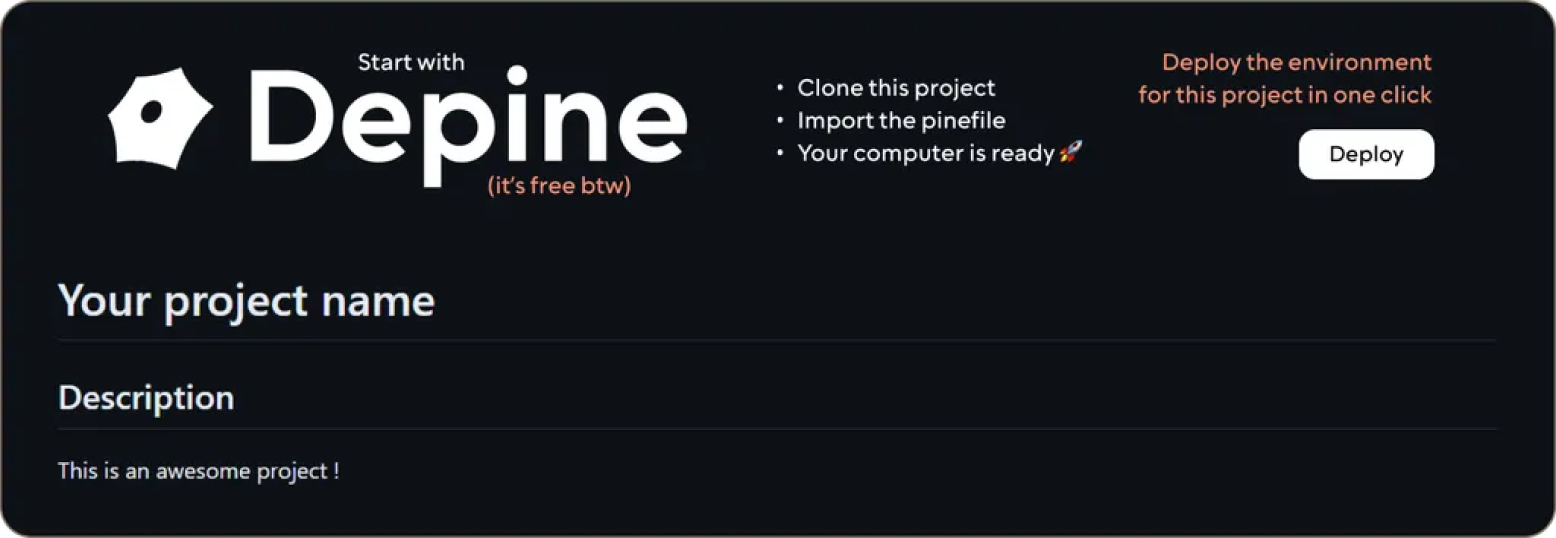 Start with
Depine
(it's free btw)
• Clone this project
• Import the pinefile
• Your computer is ready 🚀
Deploy the environment
for this project in one click
Deploy
Your project name
Description
This is an awesome project !